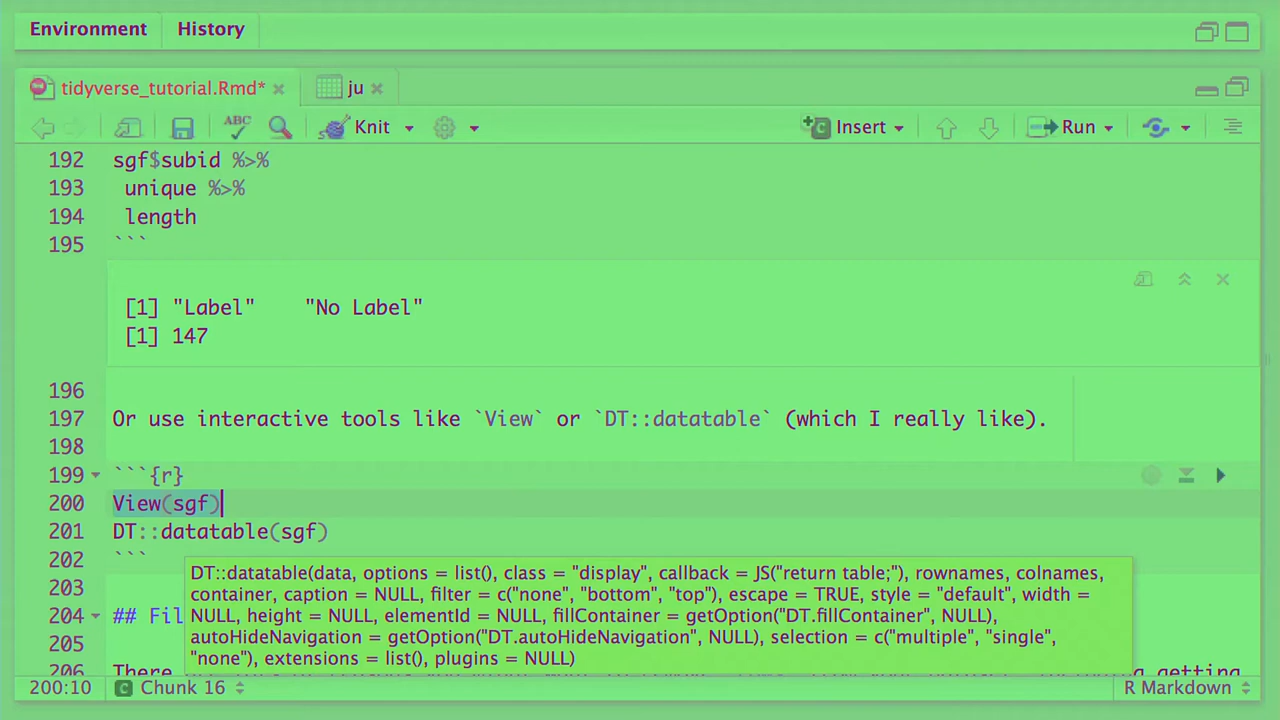 Environment History
tidyverse_tutorial.Rmd* ju
ABC Knit Insert Run
192 sgf$subid %>%
193 unique %>%
194 length
195 ```
[1] "Label" "No Label"
[1] 147
196
197 Or use interactive tools like `View` or `DT::datatable` (which I really like).
198
199 ```{r}
200 View(sgf)
201 DT::datatable(sgf)
202 ```
DT::datatable(data, options = list(), class = "display", callback = JS("return table;"), rownames, colnames,
203
container, caption = NULL, filter = c("none", "bottom", "top"), escape = TRUE, style = "default", width =
204 ## Fil
NULL, height = NULL, elementId = NULL, fillContainer = getOption("DT.fillContainer", NULL),
205
autoHideNavigation = getOption("DT.autoHideNavigation", NULL), selection = c("multiple", "single",
"none"), extensions = list(), plugins = NULL)
206 There getting
200:10 C Chunk 16 R Markdown